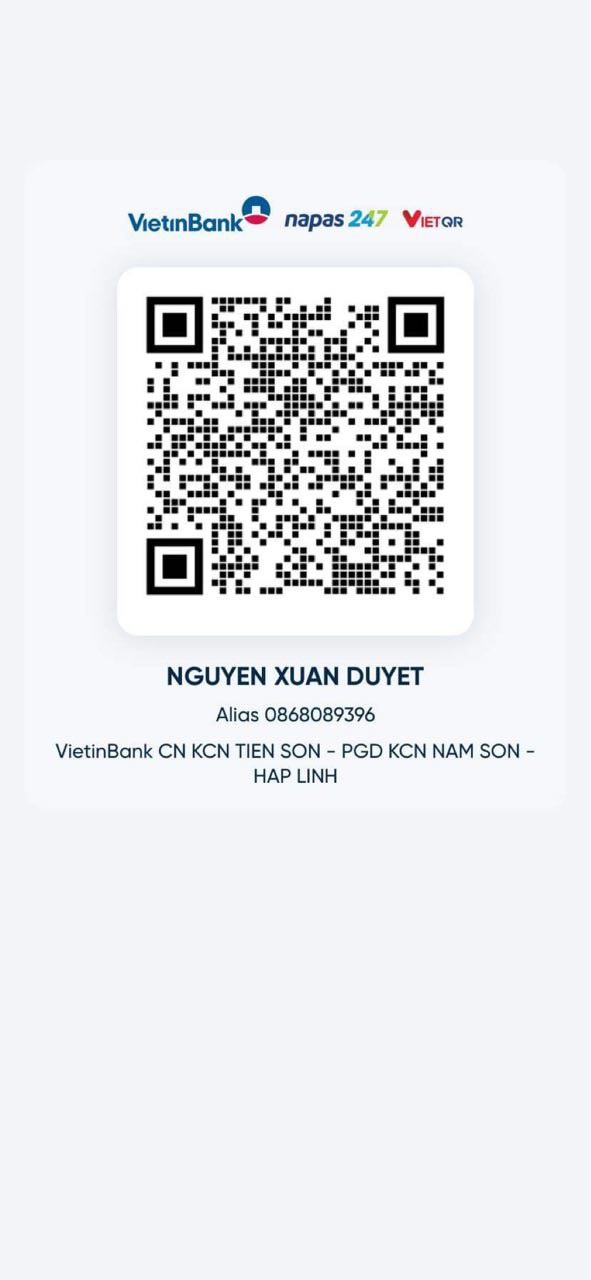 VietinBank napas 247 VIETQR
NGUYEN XUAN DUYET
Alias 0868089396
VietinBank CN KCN TIEN SON - PGD KCN NAM SON -
HAP LINH